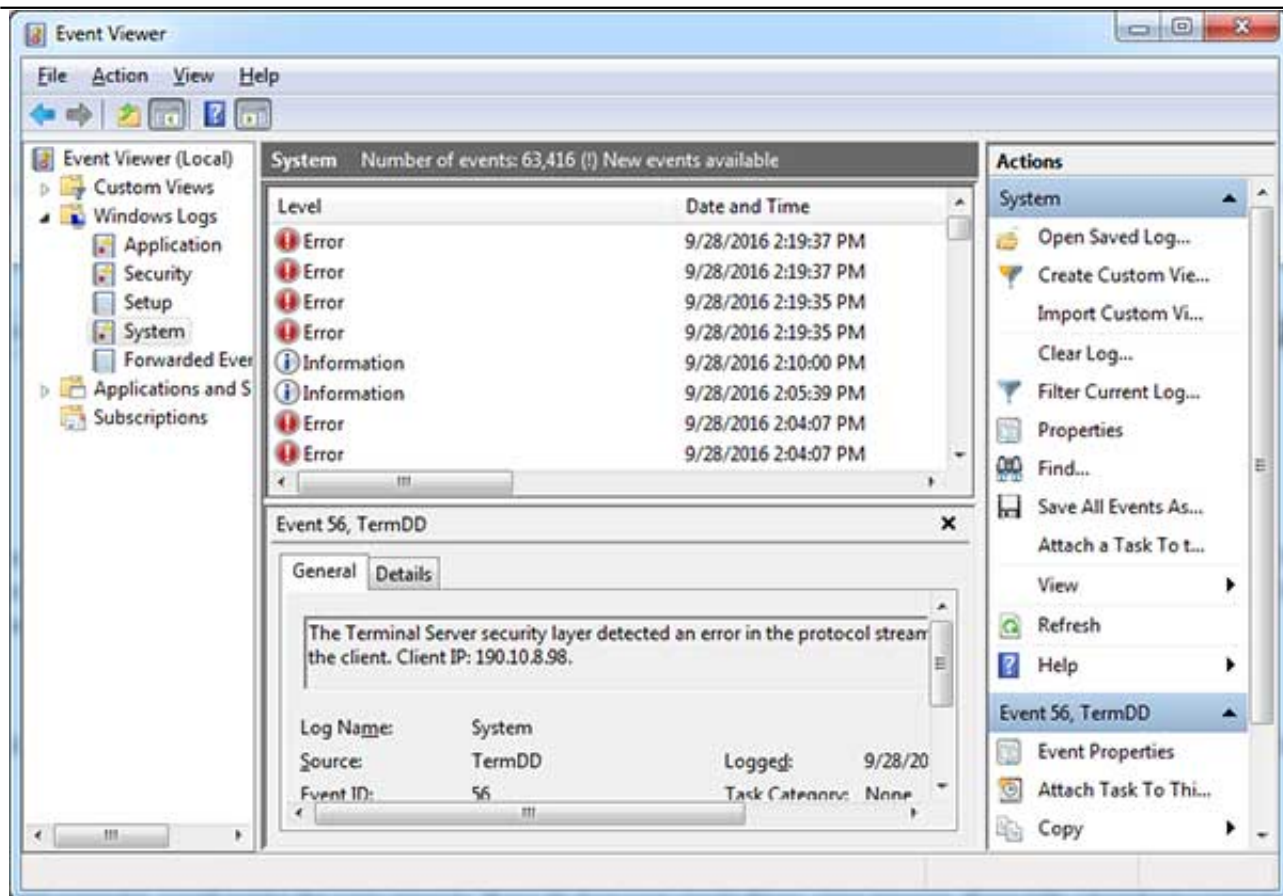 Event Viewer
File Action View Help
Event Viewer (Local)
Custom Views
Windows Logs
Application
Security
Setup
System
Forwarded Ever
Applications and S
Subscriptions
System Number of events: 63,416 (!) New events available
Level Date and Time
Error 9/28/2016 2:19:37 PM
Error 9/28/2016 2:19:37 PM
Error 9/28/2016 2:19:35 PM
Error 9/28/2016 2:19:35 PM
Information 9/28/2016 2:10:00 PM
Information 9/28/2016 2:05:39 PM
Error 9/28/2016 2:04:07 PM
Error 9/28/2016 2:04:07 PM
Event 56, TermDD
General Details
The Terminal Server security layer detected an error in the protocol stream
the client. Client IP: 190.10.8.98.
Log Name: System
Source: TermDD Logged: 9/28/20
Event ID: 56 Task Category: None
Actions
System
Open Saved Log...
Create Custom Vie...
Import Custom Vi...
Clear Log...
Filter Current Log...
Properties
Find...
Save All Events As...
Attach a Task To t...
View
Refresh
Help
Event 56, TermDD
Event Properties
Attach Task To Thi...
Copy